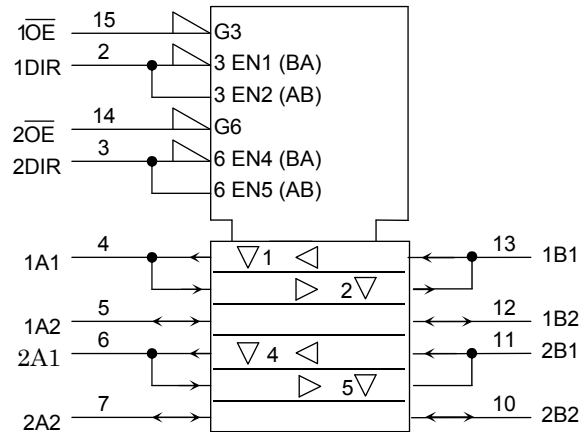 1O̅E̅ 15 G3
1DIR 2 3 EN1 (BA)
3 EN2 (AB)
2O̅E̅ 14 G6
2DIR 3 6 EN4 (BA)
6 EN5 (AB)
1A1 4 1 13 1B1
2
1A2 5 12 1B2
2A1 6 4 11 2B1
5
2A2 7 10 2B2